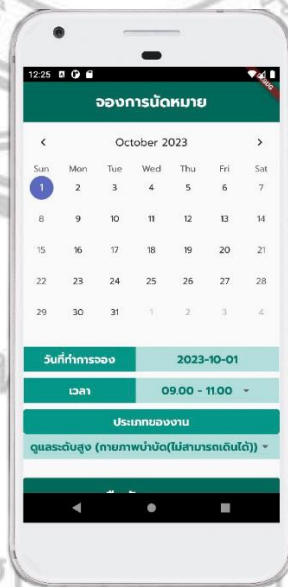 12:25
จองการนัดหมาย
October 2023
Sun Mon Tue Wed Thu Fri Sat
1 2 3 4 5 6 7
8 9 10 11 12 13 14
15 16 17 18 19 20 21
22 23 24 25 26 27 28
29 30 31 1 2 3 4
วันที่ทำการจอง 2023-10-01
เวลา 09.00 - 11.00
ประเภทของงาน
ดูแลระดับสูง (กายภาพบำบัด(ไม่สามารถเดินได้))